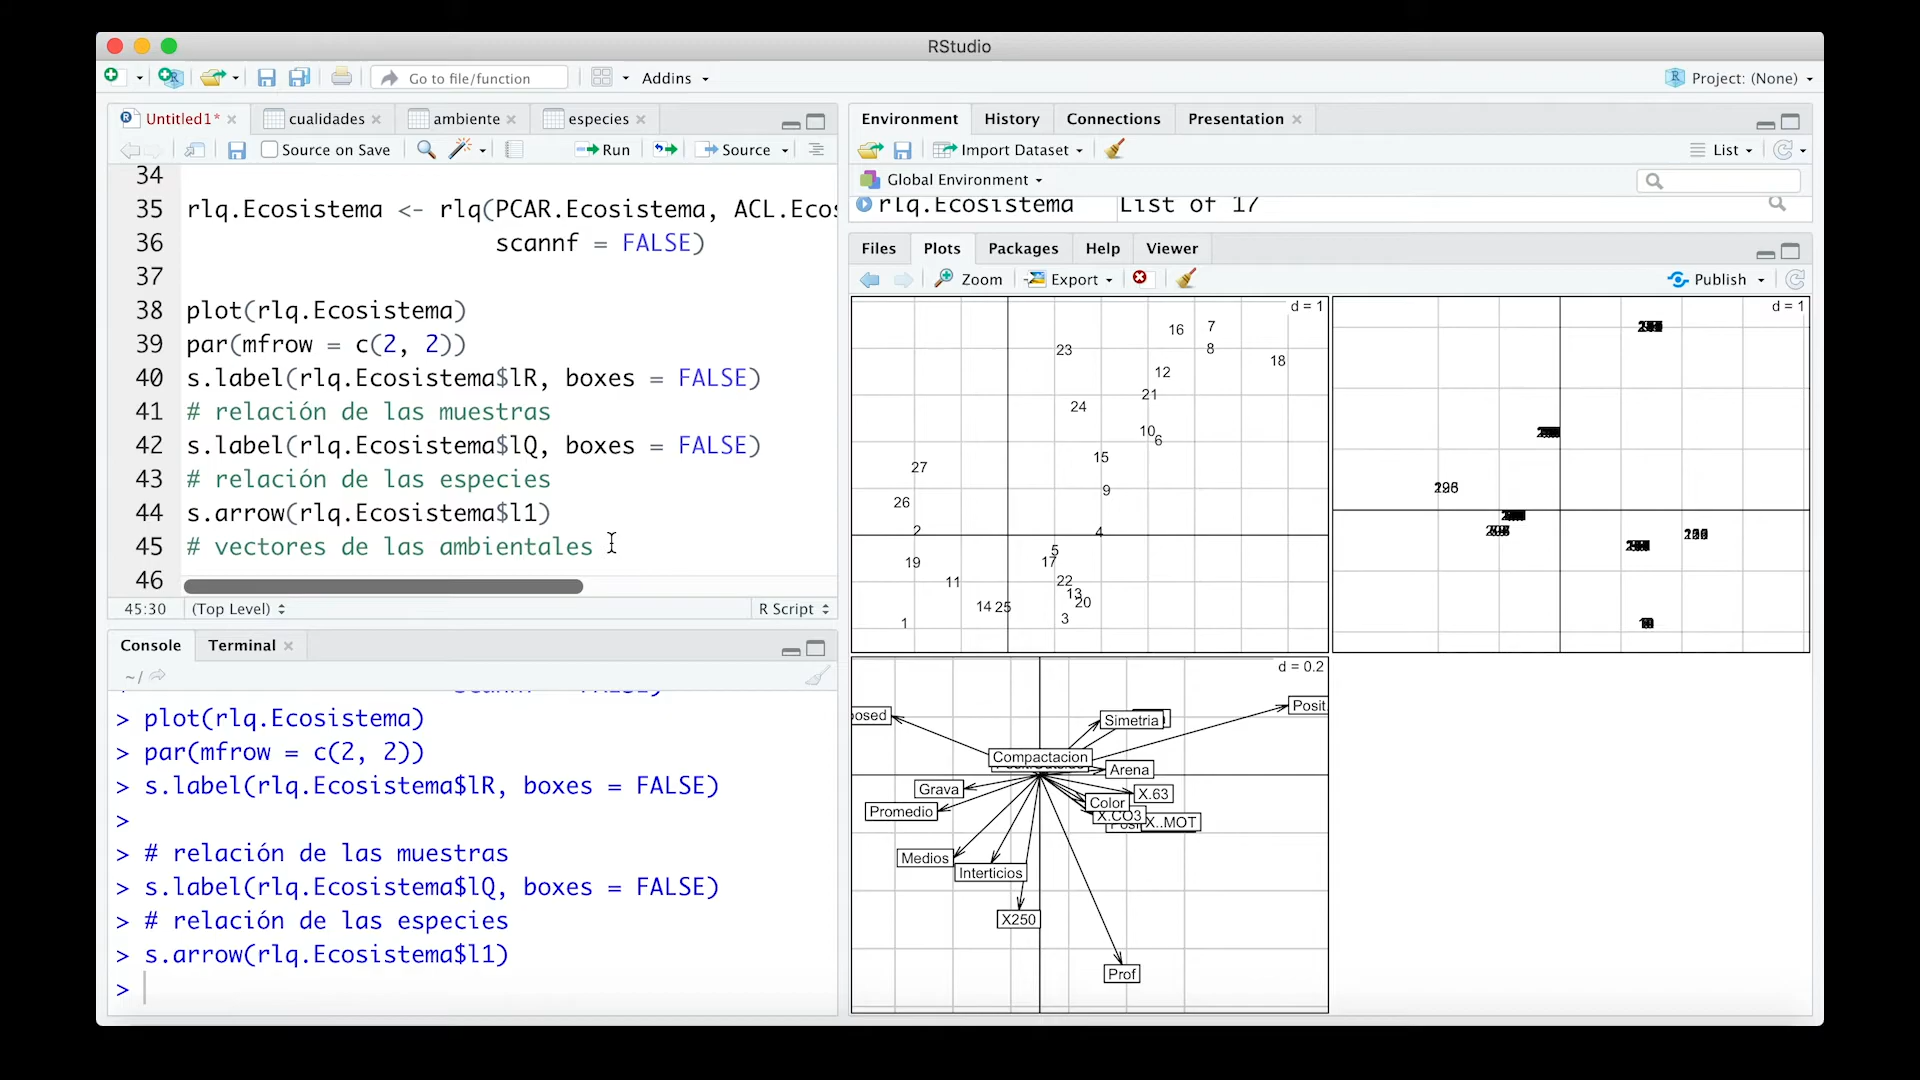 RStudio
Go to file/function
Addins
Project: (None)
Untitled1*
cualidades
ambiente
especies
Source on Save
Run
Source
34
35 rlq.Ecosistema <- rlq(PCAR.Ecosistema, ACL.Ecos
36 scannf = FALSE)
37
38 plot(rlq.Ecosistema)
39 par(mfrow = c(2, 2))
40 s.label(rlq.Ecosistema$lR, boxes = FALSE)
41 # relación de las muestras
42 s.label(rlq.Ecosistema$lQ, boxes = FALSE)
43 # relación de las especies
44 s.arrow(rlq.Ecosistema$l1)
45 # vectores de las ambientales
46
45:30 (Top Level) R Script
Console Terminal
~/
> plot(rlq.Ecosistema)
> par(mfrow = c(2, 2))
> s.label(rlq.Ecosistema$lR, boxes = FALSE)
>
> # relación de las muestras
> s.label(rlq.Ecosistema$lQ, boxes = FALSE)
> # relación de las especies
> s.arrow(rlq.Ecosistema$l1)
>
Environment History Connections Presentation
Import Dataset
List
Global Environment
rlq.Ecosistema List of 17
Files Plots Packages Help Viewer
Zoom Export Publish
d = 1
16 7
23 8
18
12
21
24
10
6
15
27
9
26
2 4
5
19 17
11 22
13
14 25 20
1 3
d = 1
d = 0.2
posed
Posit
Simetria
Compactacion
Arena
Grava
X.63
Color
Promedio
X.CO3
X..MOT
Medios
Interticios
X250
Prof